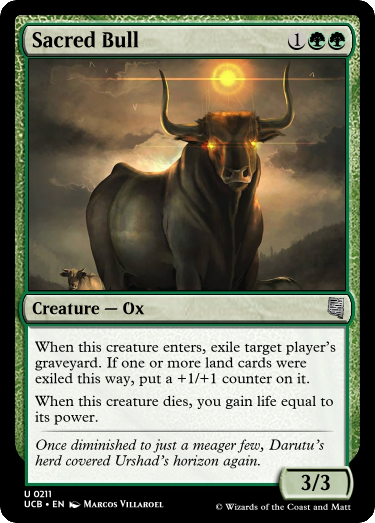 Sacred Bull 1
Creature — Ox
When this creature enters, exile target player's
graveyard. If one or more land cards were
exiled this way, put a +1/+1 counter on it.
When this creature dies, you gain life equal to
its power.
Once diminished to just a meager few, Darutu's
herd covered Urshad's horizon again.
3/3
U 0211
UCB • EN Marcos Villaroel
© Wizards of the Coast and Matt